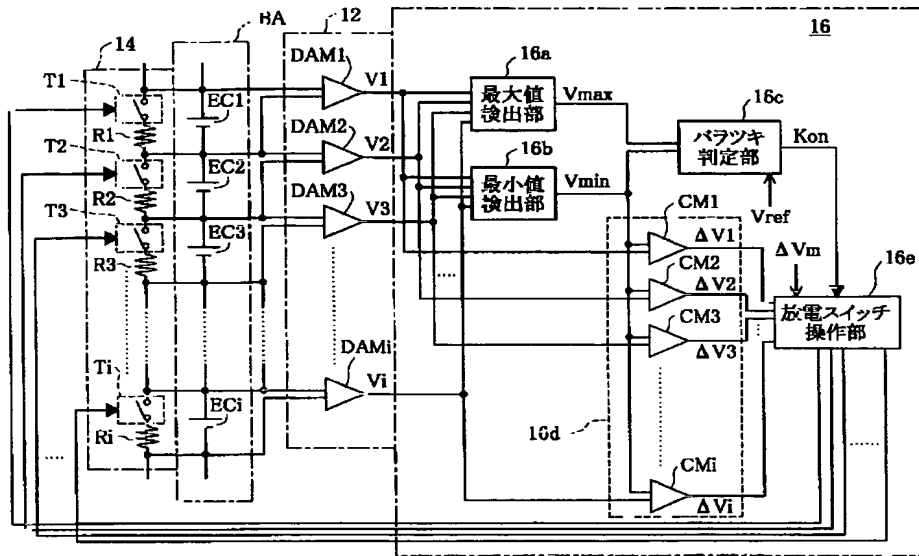 14
BA
12
16
T1
R1
T2
R2
T3
R3
Ti
Ri
EC1
EC2
EC3
ECi
DAM1
V1
DAM2
V2
DAM3
V3
DAMi
Vi
16a
最大値
検出部
Vmax
16b
最小値
検出部
Vmin
16c
バラツキ
判定部
Kon
Vref
CM1
ΔV1
CM2
ΔV2
CM3
ΔV3
CMi
ΔVi
16d
ΔVm
16e
放電スイッチ
操作部